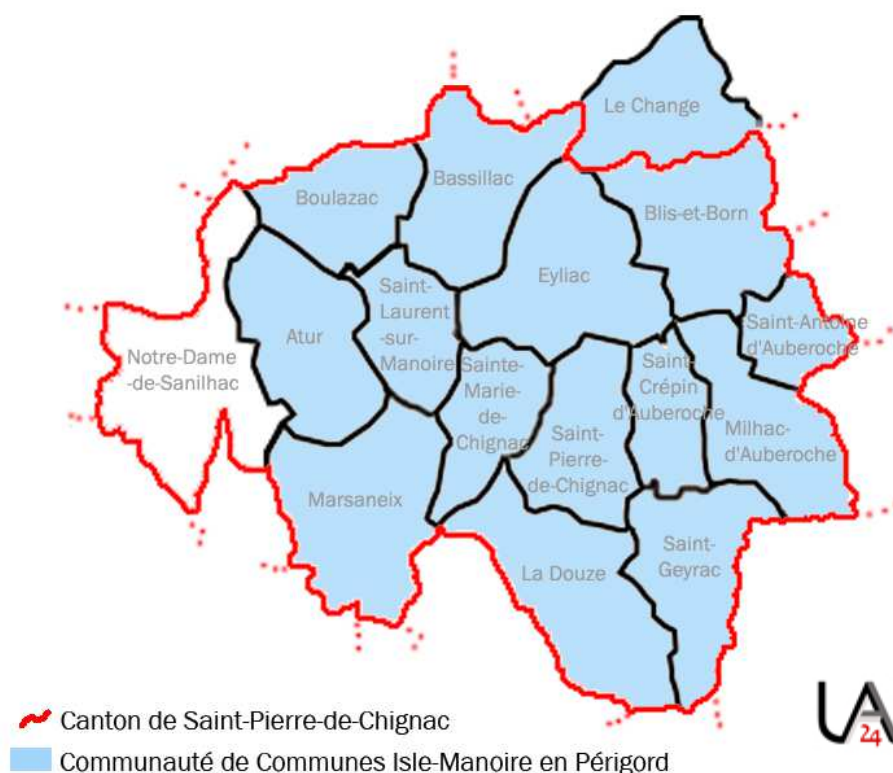 Le Change
Bassillac
Boulazac
Blis-et-Born
Eyliac
Saint-
Laurent
-sur-
Manoire
Saint-Antoine
d'Auberoche
Atur
Notre-Dame
-de-Sanilhac
Sainte-
Marie-
de-
Chignac
Saint-
Crépin
d'Auberoche
Saint-
Pierre-
de-Chignac
Milhac-
d'Auberoche
Marsaneix
Saint-
Geyrac
La Douze
Canton de Saint-Pierre-de-Chignac
Communauté de Communes Isle-Manoire en Périgord
24